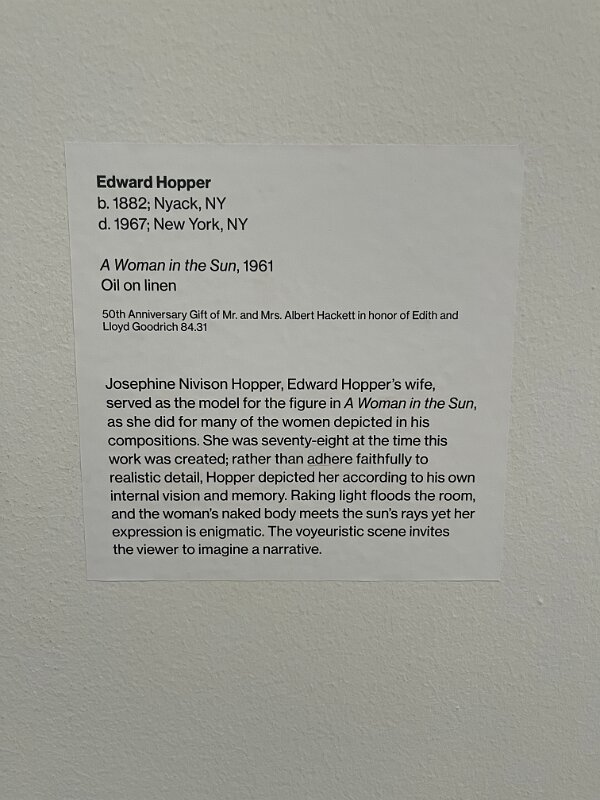 Edward Hopper
b. 1882; Nyack, NY
d. 1967; New York, NY
A Woman in the Sun, 1961
Oil on linen
50th Anniversary Gift of Mr. and Mrs. Albert Hackett in honor of Edith and
Lloyd Goodrich 84.31
Josephine Nivison Hopper, Edward Hopper's wife,
served as the model for the figure in A Woman in the Sun,
as she did for many of the women depicted in his
compositions. She was seventy-eight at the time this
work was created; rather than adhere faithfully to
realistic detail, Hopper depicted her according to his own
internal vision and memory. Raking light floods the room,
and the woman's naked body meets the sun's rays yet her
expression is enigmatic. The voyeuristic scene invites
the viewer to imagine a narrative.